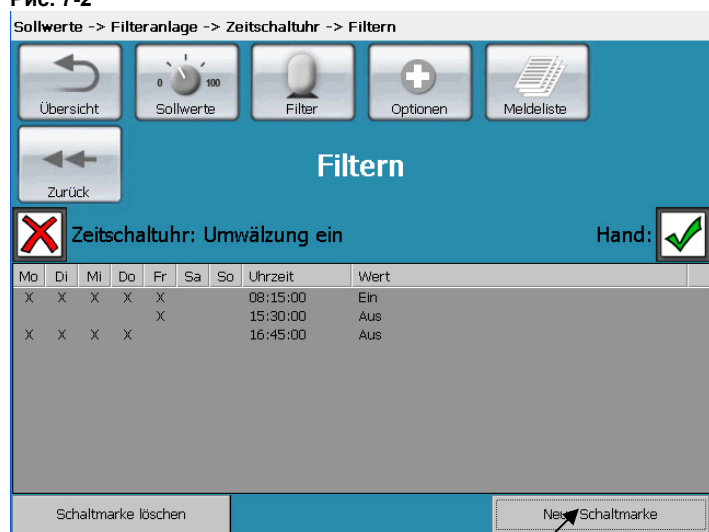 Рис. 7-2
Sollwerte -> Filteranlage -> Zeitschaltuhr -> Filtern
Übersicht
0 100
Sollwerte
Filter
Optionen
Meldeliste
Zurück
Filtern
Zeitschaltuhr: Umwälzung ein
Hand:
Mo Di Mi Do Fr Sa So Uhrzeit Wert
X X X X X 08:15:00 Ein
X 15:30:00 Aus
X X X X 16:45:00 Aus
Schaltmarke löschen
Neue Schaltmarke